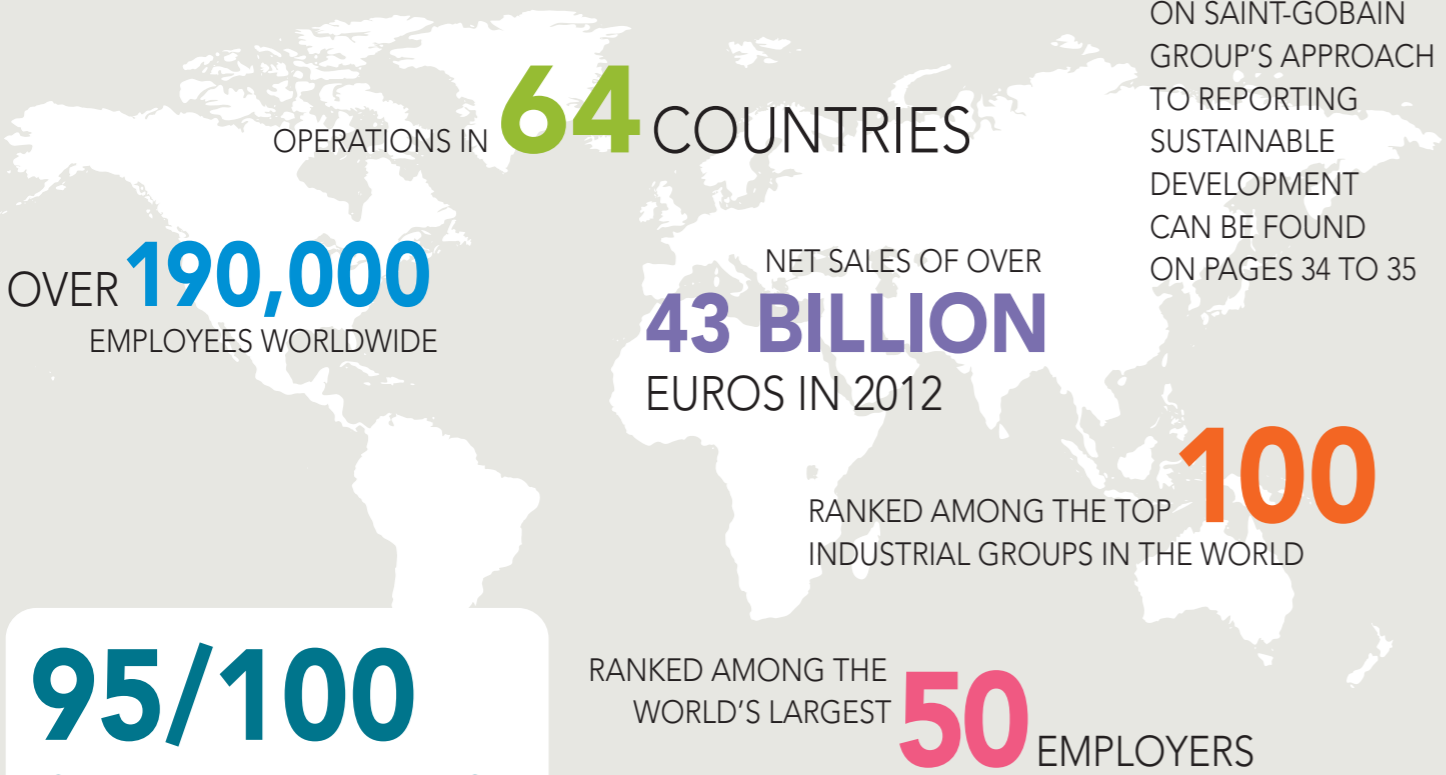 ON SAINT-GOBAIN
GROUP'S APPROACH
TO REPORTING
SUSTAINABLE
DEVELOPMENT
CAN BE FOUND
ON PAGES 34 TO 35
OPERATIONS IN 64 COUNTRIES
OVER 190,000
EMPLOYEES WORLDWIDE
NET SALES OF OVER
43 BILLION
EUROS IN 2012
RANKED AMONG THE TOP 100
INDUSTRIAL GROUPS IN THE WORLD
95/100
RANKED AMONG THE
WORLD'S LARGEST 50 EMPLOYERS